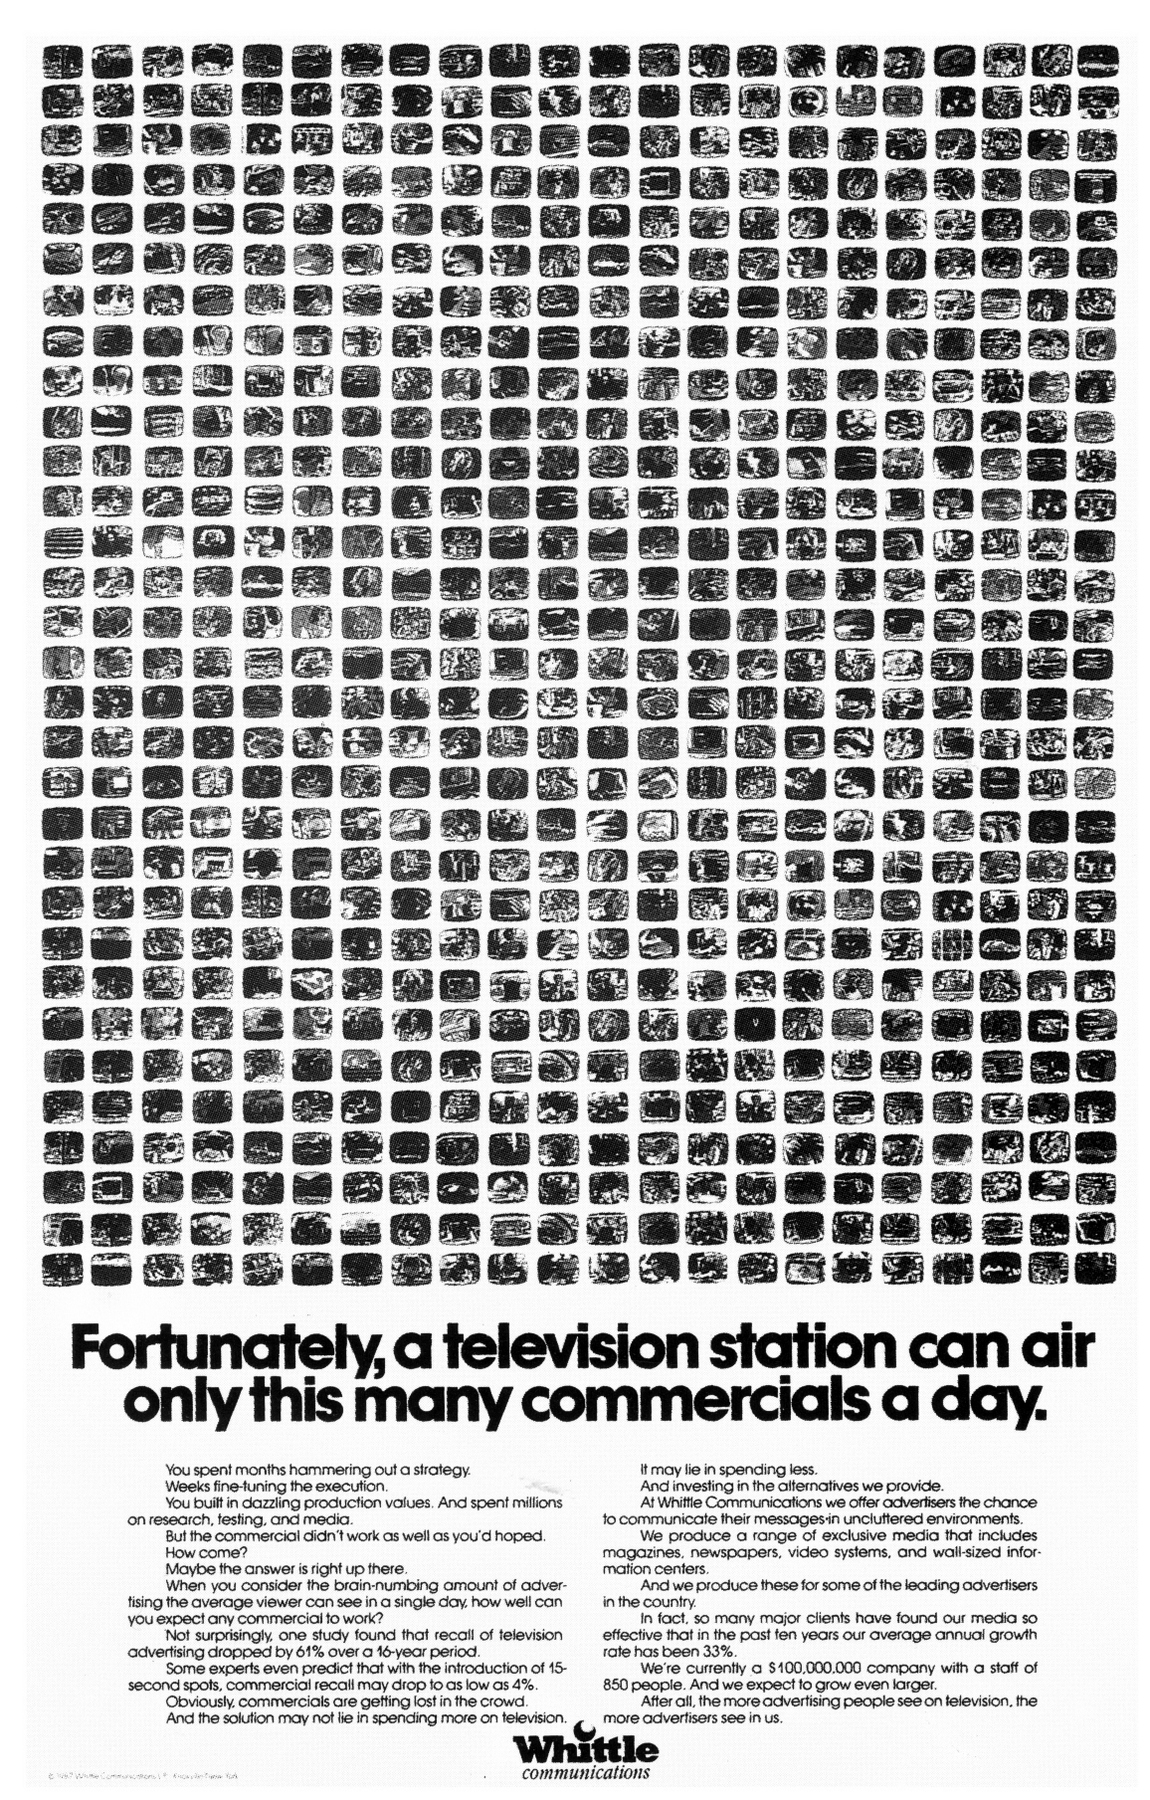 Fortunately, a television station can air
only this many commercials a day.
You spent months hammering out a strategy.
Weeks fine-tuning the execution.
You built in dazzling production values. And spent millions
on research, testing, and media.
But the commercial didn't work as well as you'd hoped.
How come?
Maybe the answer is right up there.
When you consider the brain-numbing amount of adver-
tising the average viewer can see in a single day, how well can
you expect any commercial to work?
Not surprisingly, one study found that recall of television
advertising dropped by 61% over a 16-year period.
Some experts even predict that with the introduction of 15-
second spots, commercial recall may drop to as low as 4%.
Obviously, commercials are getting lost in the crowd.
And the solution may not lie in spending more on television.
It may lie in spending less.
And investing in the alternatives we provide.
At Whittle Communications we offer advertisers the chance
to communicate their messages in uncluttered environments.
We produce a range of exclusive media that includes
magazines, newspapers, video systems, and wall-sized infor-
mation centers.
And we produce these for some of the leading advertisers
in the country.
In fact, so many major clients have found our media so
effective that in the past ten years our average annual growth
rate has been 33%.
We're currently a $100,000,000 company with a staff of
850 people. And we expect to grow even larger.
After all, the more advertising people see on television, the
more advertisers see in us.
Whittle
communications
© 1987 Whittle Communications